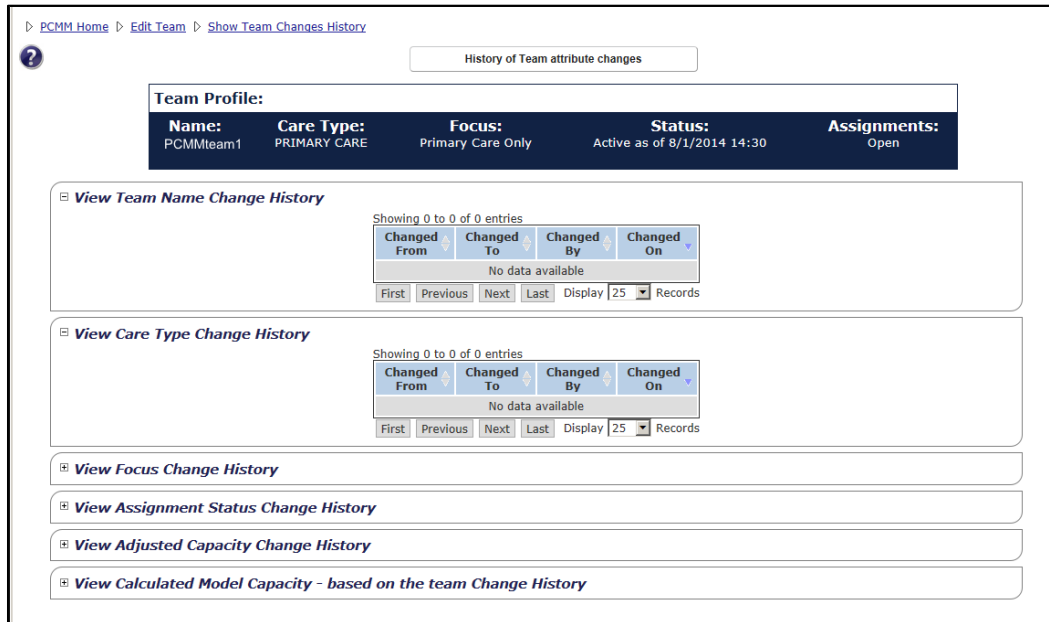 PCMM Home Edit Team Show Team Changes History
?
History of Team attribute changes
Team Profile:
Name: Care Type: Focus: Status: Assignments:
PCMMteam1 PRIMARY CARE Primary Care Only Active as of 8/1/2014 14:30 Open
View Team Name Change History
Showing 0 to 0 of 0 entries
Changed From Changed To Changed By Changed On
No data available
First Previous Next Last Display 25 Records
View Care Type Change History
Showing 0 to 0 of 0 entries
Changed From Changed To Changed By Changed On
No data available
First Previous Next Last Display 25 Records
View Focus Change History
View Assignment Status Change History
View Adjusted Capacity Change History
View Calculated Model Capacity - based on the team Change History